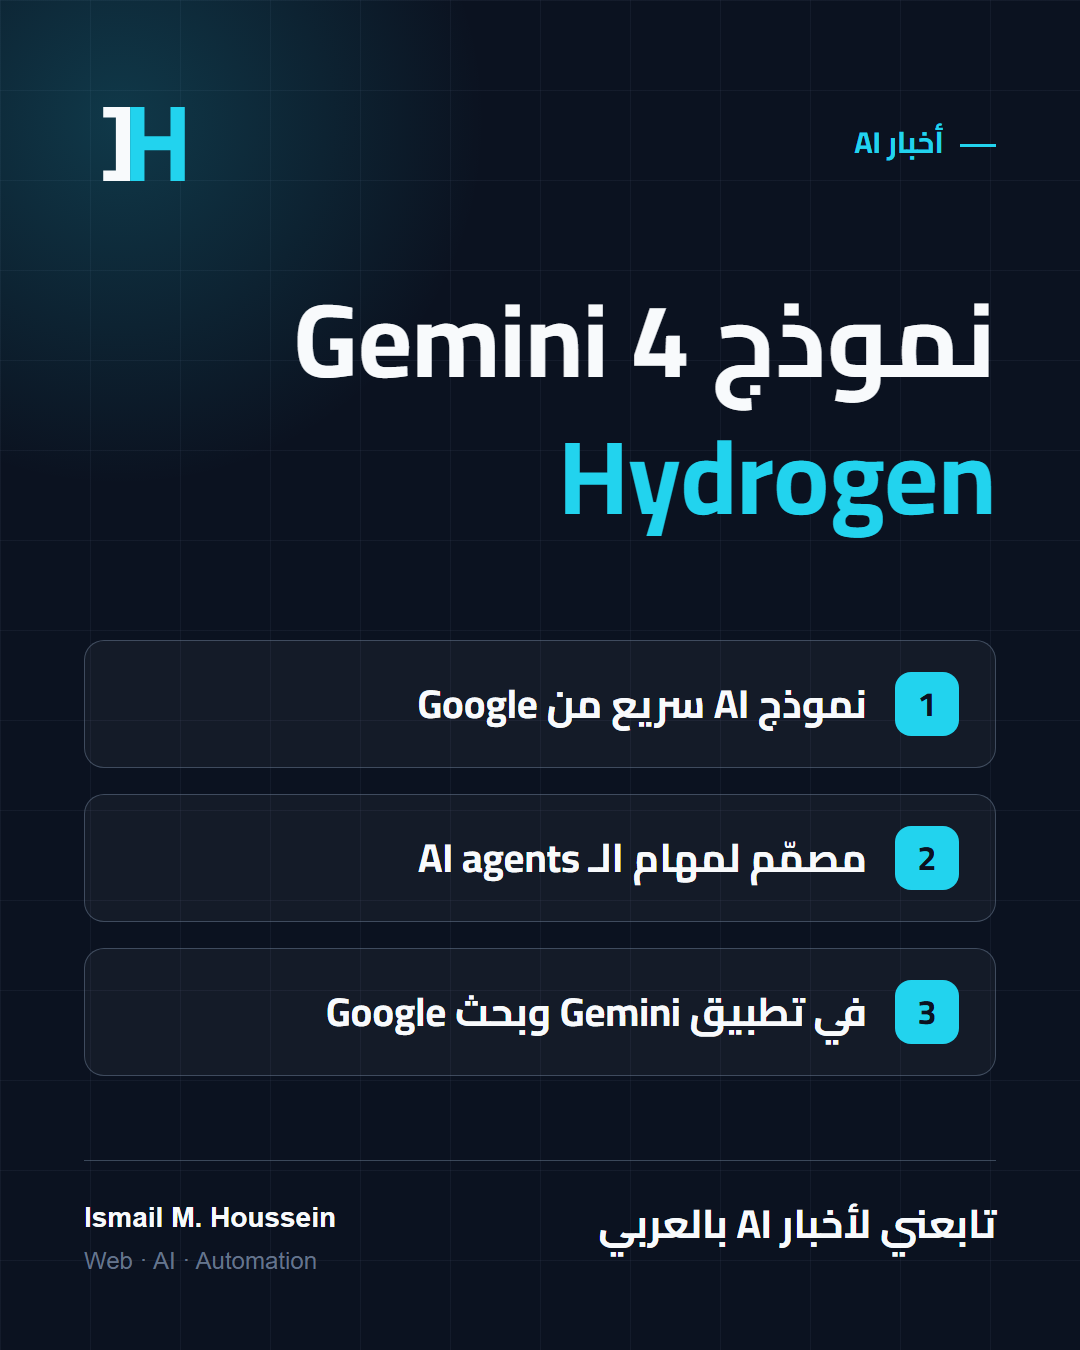 IH
أخبار AI
نموذج Gemini 4
Hydrogen
1 نموذج AI سريع من Google
2 مصمّم لمهام الـ AI agents
3 في تطبيق Gemini وبحث Google
تابعني لأخبار AI بالعربي
Ismail M. Houssein
Web · AI · Automation